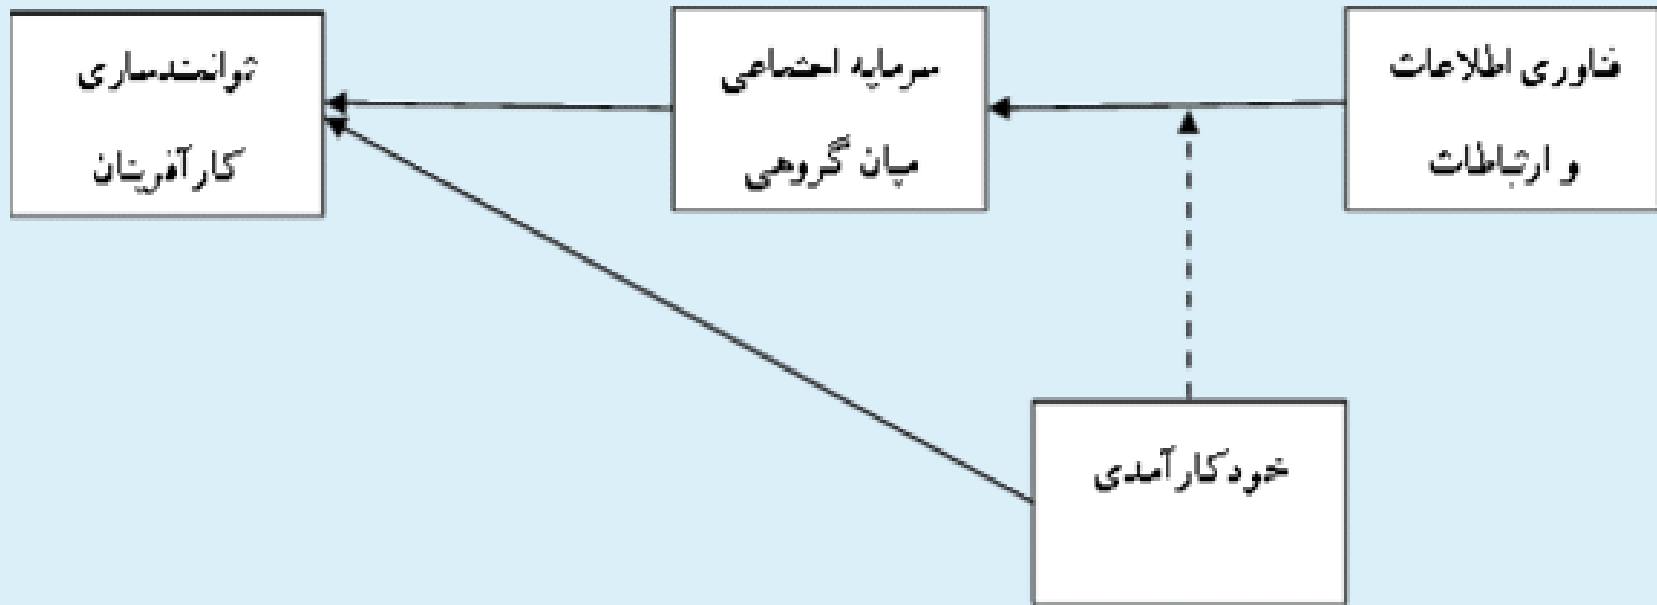 فناوری اطلاعات
و ارتباطات
سرمایه اجتماعی
میان گروهی
توانمندسازی
کارآفرینان
خودکارآمدی